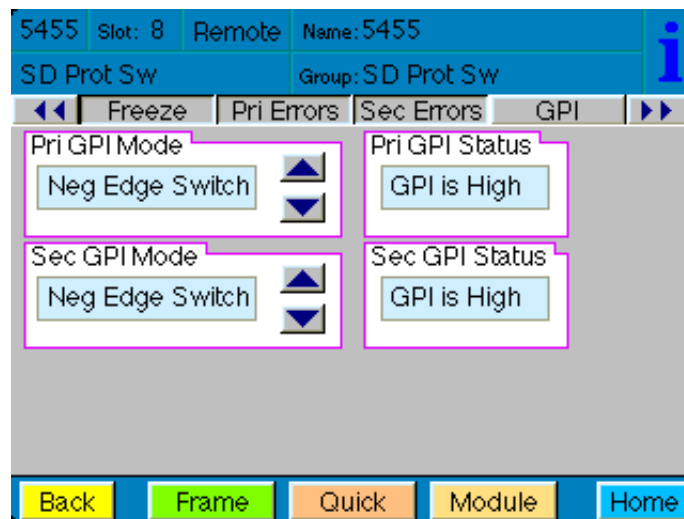 5455 Slot: 8 Remote Name:5455
SD Prot Sw Group:SD Prot Sw
i
Freeze Pri Errors Sec Errors GPI
Pri GPI Mode Pri GPI Status
Neg Edge Switch GPI is High
Sec GPI Mode Sec GPI Status
Neg Edge Switch GPI is High
Back Frame Quick Module Home